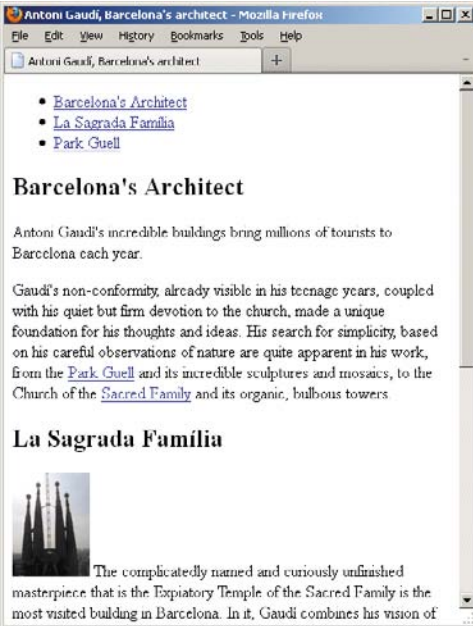 Antoni Gaudí, Barcelona's architect - Mozilla Firefox
File Edit View History Bookmarks Tools Help
Antoni Gaudí, Barcelona's architect
Barcelona's Architect
La Sagrada Família
Park Guell
Barcelona's Architect
Antoni Gaudí's incredible buildings bring millions of tourists to
Barcelona each year.
Gaudí's non-conformity, already visible in his teenage years, coupled
with his quiet but firm devotion to the church, made a unique
foundation for his thoughts and ideas. His search for simplicity, based
on his careful observations of nature are quite apparent in his work,
from the Park Guell and its incredible sculptures and mosaics, to the
Church of the Sacred Family and its organic, bulbous towers.
La Sagrada Família
The complicatedly named and curiously unfinished
masterpiece that is the Expiatory Temple of the Sacred Family is the
most visited building in Barcelona. In it, Gaudí combines his vision of